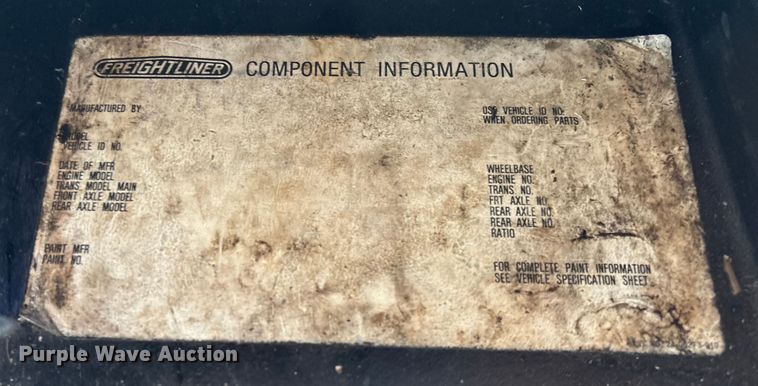 FREIGHTLINER COMPONENT INFORMATION
MANUFACTURED BY
USE VEHICLE ID NO.
WHEN ORDERING PARTS
MODEL
VEHICLE ID NO.
DATE OF MFR
ENGINE MODEL
TRANS MODEL MAIN
FRONT AXLE MODEL
REAR AXLE MODEL
WHEELBASE
ENGINE NO.
TRANS NO.
FRT AXLE NO.
REAR AXLE NO.
REAR AXLE NO.
RATIO
PAINT MFR
PAINT NO.
FOR COMPLETE PAINT INFORMATION
SEE VEHICLE SPECIFICATION SHEET
Purple Wave Auction